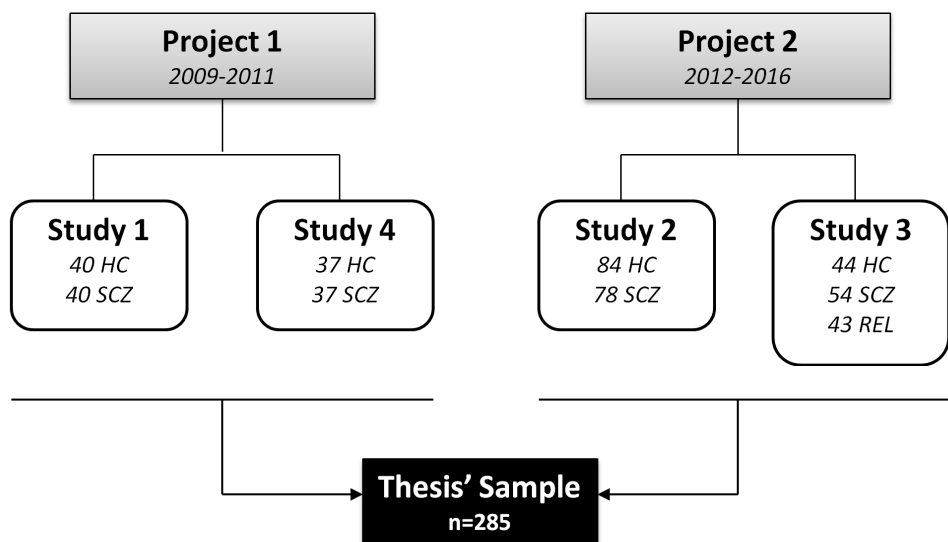 Project 1
2009-2011
Project 2
2012-2016
Study 1
40 HC
40 SCZ
Study 4
37 HC
37 SCZ
Study 2
84 HC
78 SCZ
Study 3
44 HC
54 SCZ
43 REL
Thesis' Sample
n=285